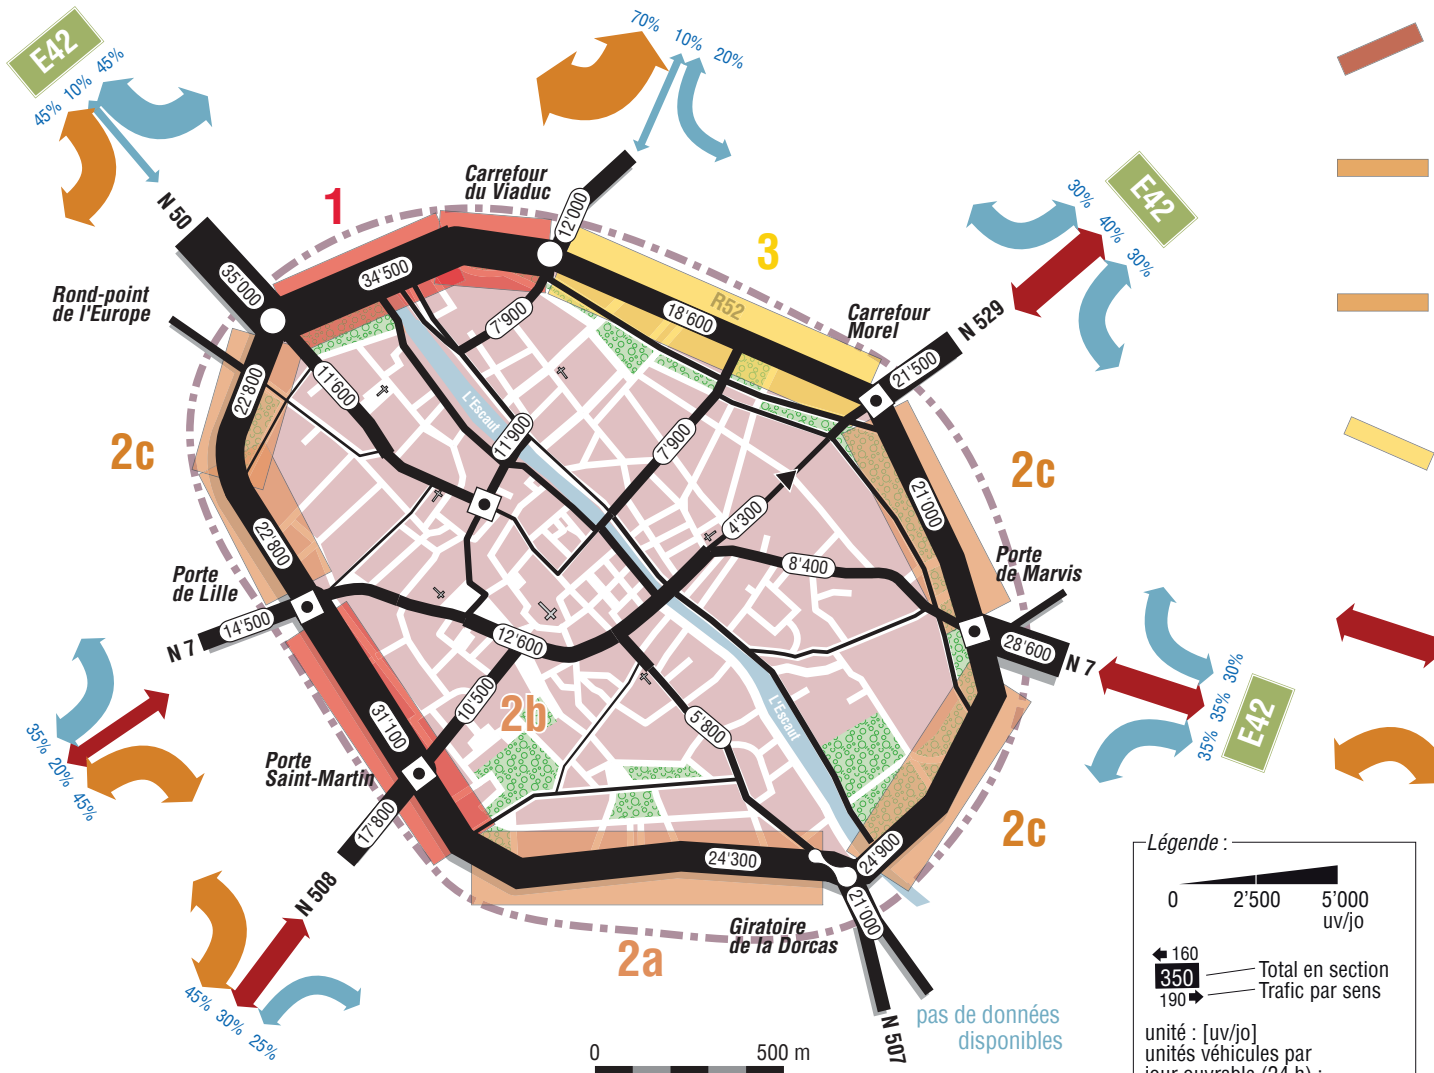 E42
45% 10% 45%
70% 10% 20%
N 50
35'000
Rond-point
de l'Europe
1
Carrefour
du Viaduc
12'000
34'500
7'900
3
R52
18'600
Carrefour
Morel
E42
30% 40% 30%
N 529
21'500
22'800
11'600
L'Escaut
11'900
7'900
2c
2c
22'800
21'000
4'300
8'400
Porte
de Marvis
Porte
de Lille
N 7
14'500
12'600
28'600
N 7
35% 35% 30%
E42
35% 20% 45%
10'500
2b
31'100
5'800
L'Escaut
Porte
Saint-Martin
17'800
N 508
45% 30% 25%
2c
24'300
24'900
21'000
Giratoire
de la Dorcas
2a
N 507
pas de données
disponibles
0 500 m
Légende :
0 2'500 5'000
uv/jo
160
350
190
Total en section
Trafic par sens
unité : [uv/jo]
unités véhicules par
jour ouvrable (24 h) :